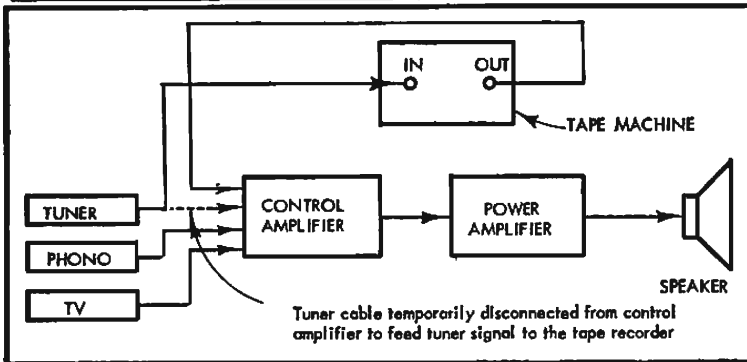 IN OUT
TAPE MACHINE
TUNER
PHONO
TV
CONTROL
AMPLIFIER
POWER
AMPLIFIER
SPEAKER
Tuner cable temporarily disconnected from control
amplifier to feed tuner signal to the tape recorder